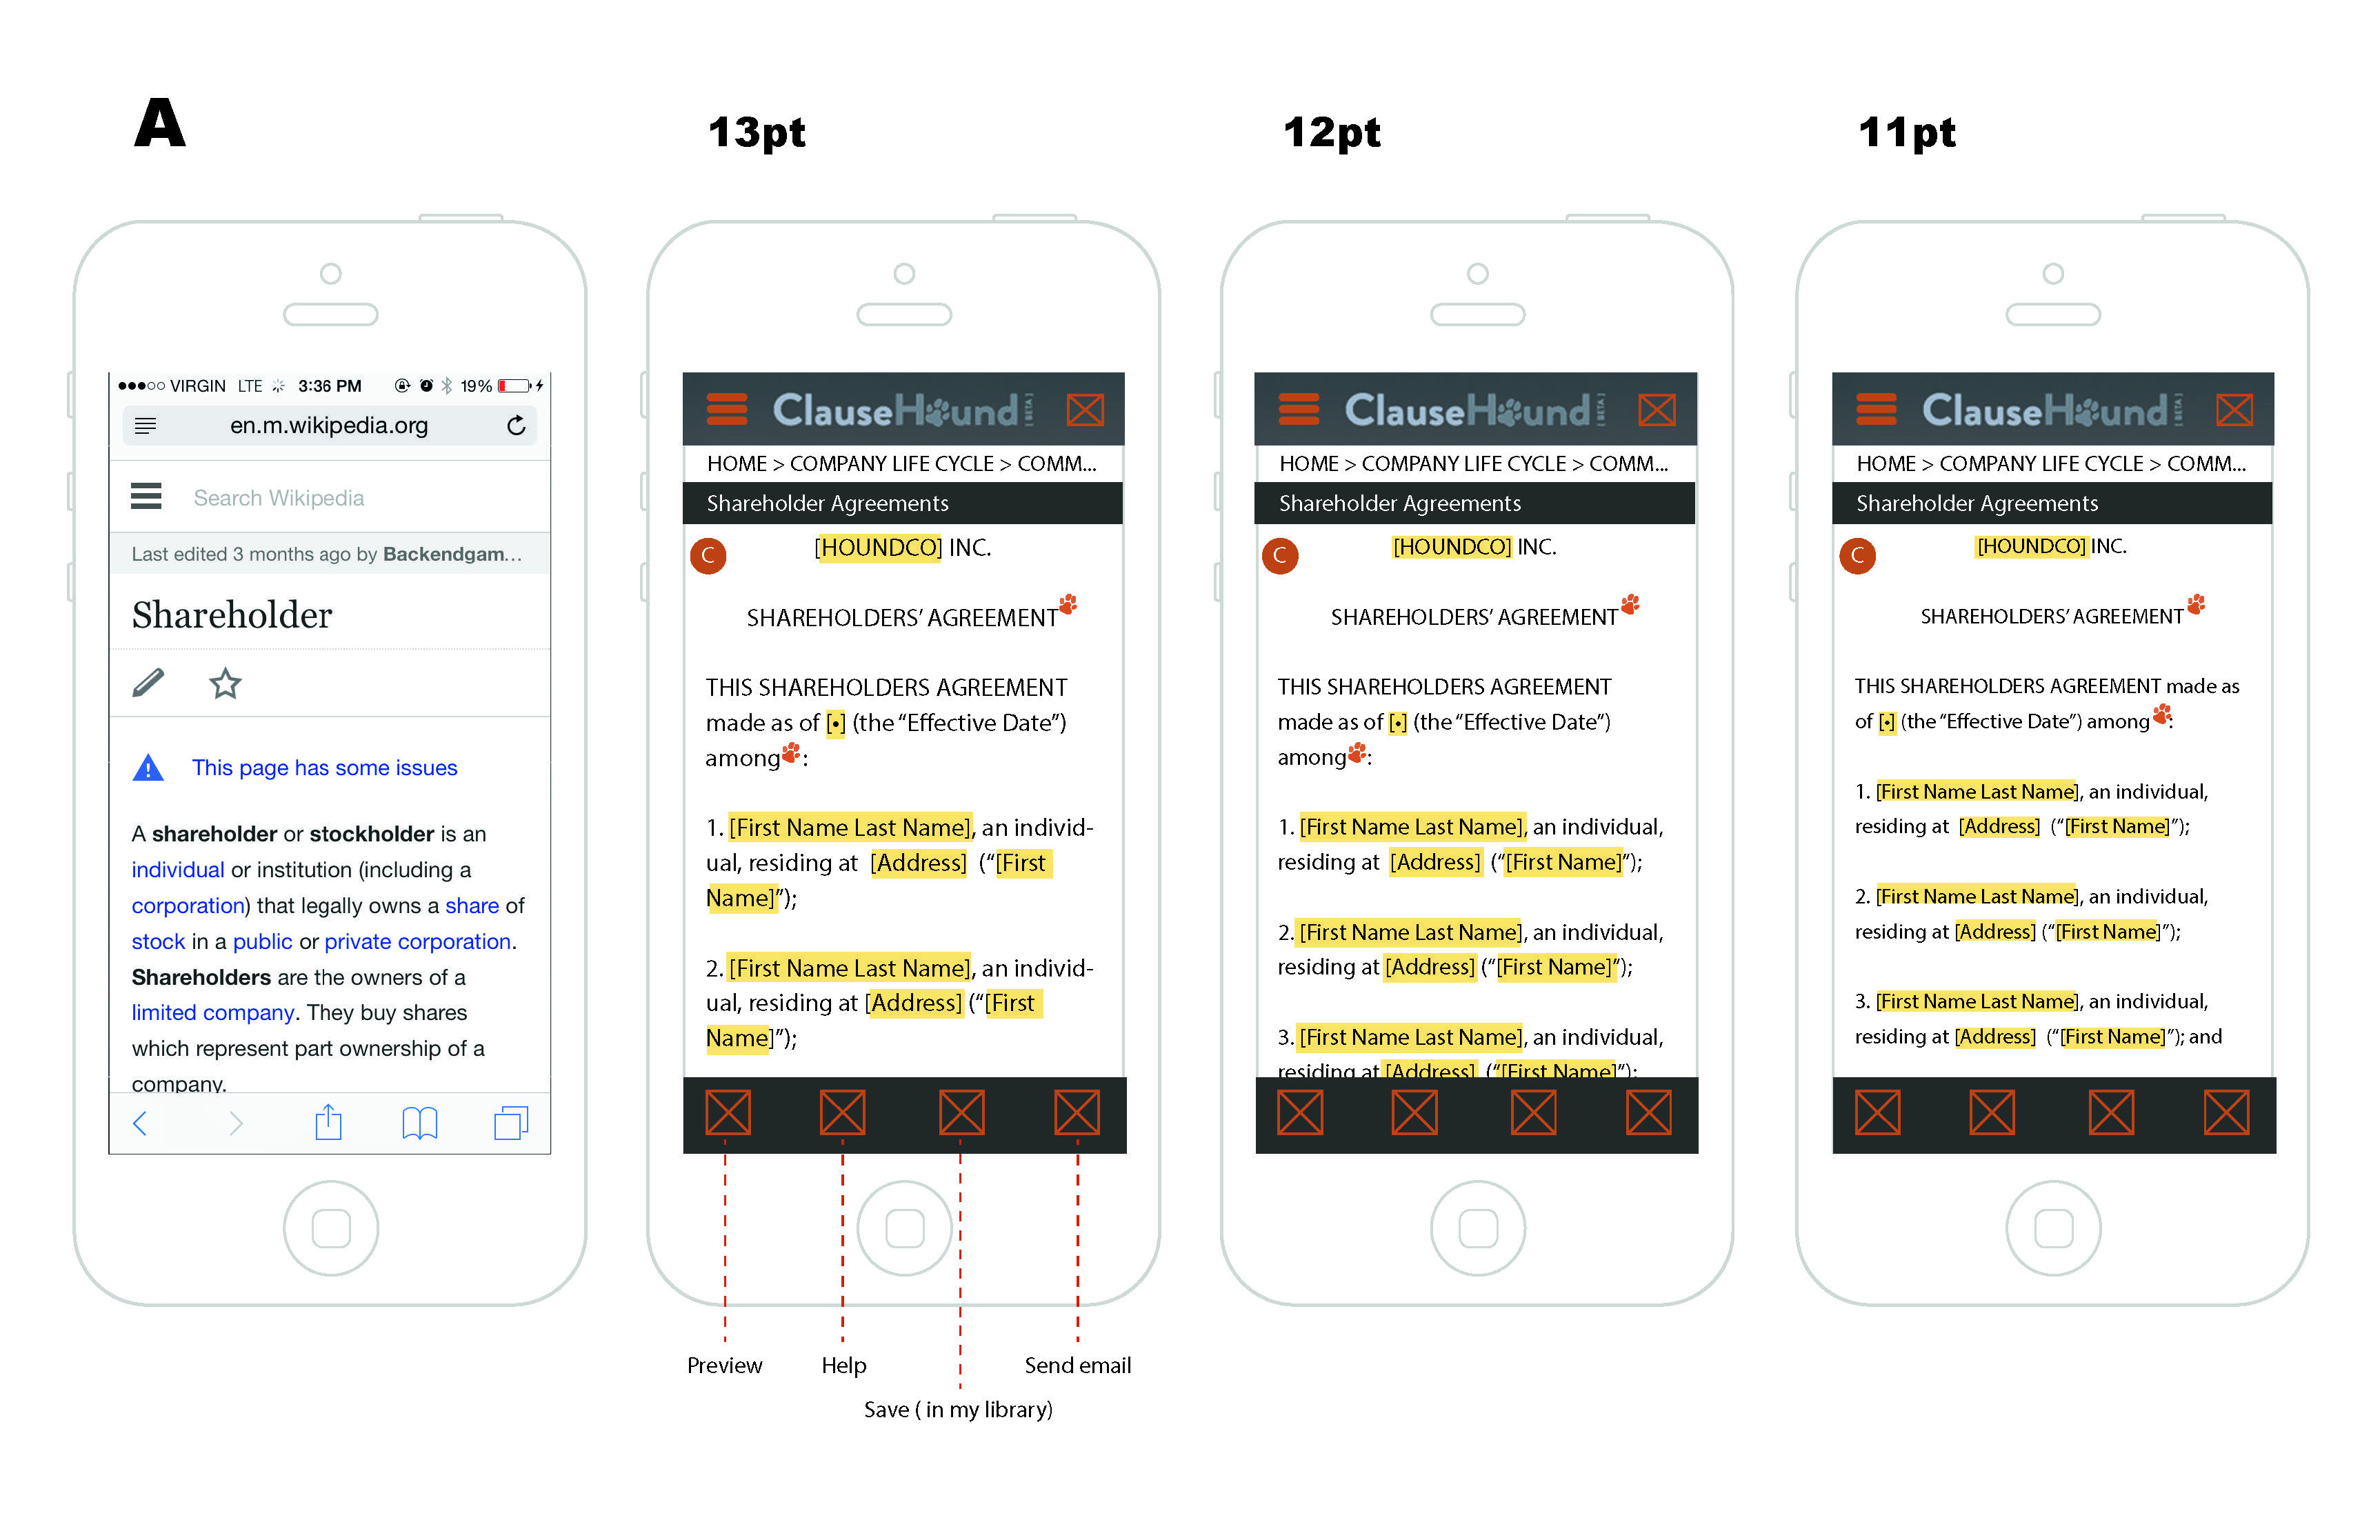 A
13pt
12pt
11pt
VIRGIN LTE 3:36 PM 19%
en.m.wikipedia.org
Search Wikipedia
Last edited 3 months ago by Backendgam...
Shareholder
This page has some issues
A shareholder or stockholder is an
individual or institution (including a
corporation) that legally owns a share of
stock in a public or private corporation.
Shareholders are the owners of a
limited company. They buy shares
which represent part ownership of a
company.
ClauseHound [BETA]
HOME > COMPANY LIFE CYCLE > COMM...
Shareholder Agreements
C
[HOUNDCO] INC.
SHAREHOLDERS' AGREEMENT
THIS SHAREHOLDERS AGREEMENT
made as of [•] (the “Effective Date”)
among :
1. [First Name Last Name], an individ-
ual, residing at [Address] (“[First
Name]”);
2. [First Name Last Name], an individ-
ual, residing at [Address] (“[First
Name]”);
Preview
Help
Save ( in my library)
Send email
ClauseHound [BETA]
HOME > COMPANY LIFE CYCLE > COMM...
Shareholder Agreements
C
[HOUNDCO] INC.
SHAREHOLDERS' AGREEMENT
THIS SHAREHOLDERS AGREEMENT
made as of [•] (the “Effective Date”)
among :
1. [First Name Last Name], an individual,
residing at [Address] (“[First Name]”);
2. [First Name Last Name], an individual,
residing at [Address] (“[First Name]”);
3. [First Name Last Name], an individual,
residing at [Address] (“[First Name]”);
ClauseHound [BETA]
HOME > COMPANY LIFE CYCLE > COMM...
Shareholder Agreements
C
[HOUNDCO] INC.
SHAREHOLDERS' AGREEMENT
THIS SHAREHOLDERS AGREEMENT made as
of [•] (the “Effective Date”) among :
1. [First Name Last Name], an individual,
residing at [Address] (“[First Name]”);
2. [First Name Last Name], an individual,
residing at [Address] (“[First Name]”);
3. [First Name Last Name], an individual,
residing at [Address] (“[First Name]”); and